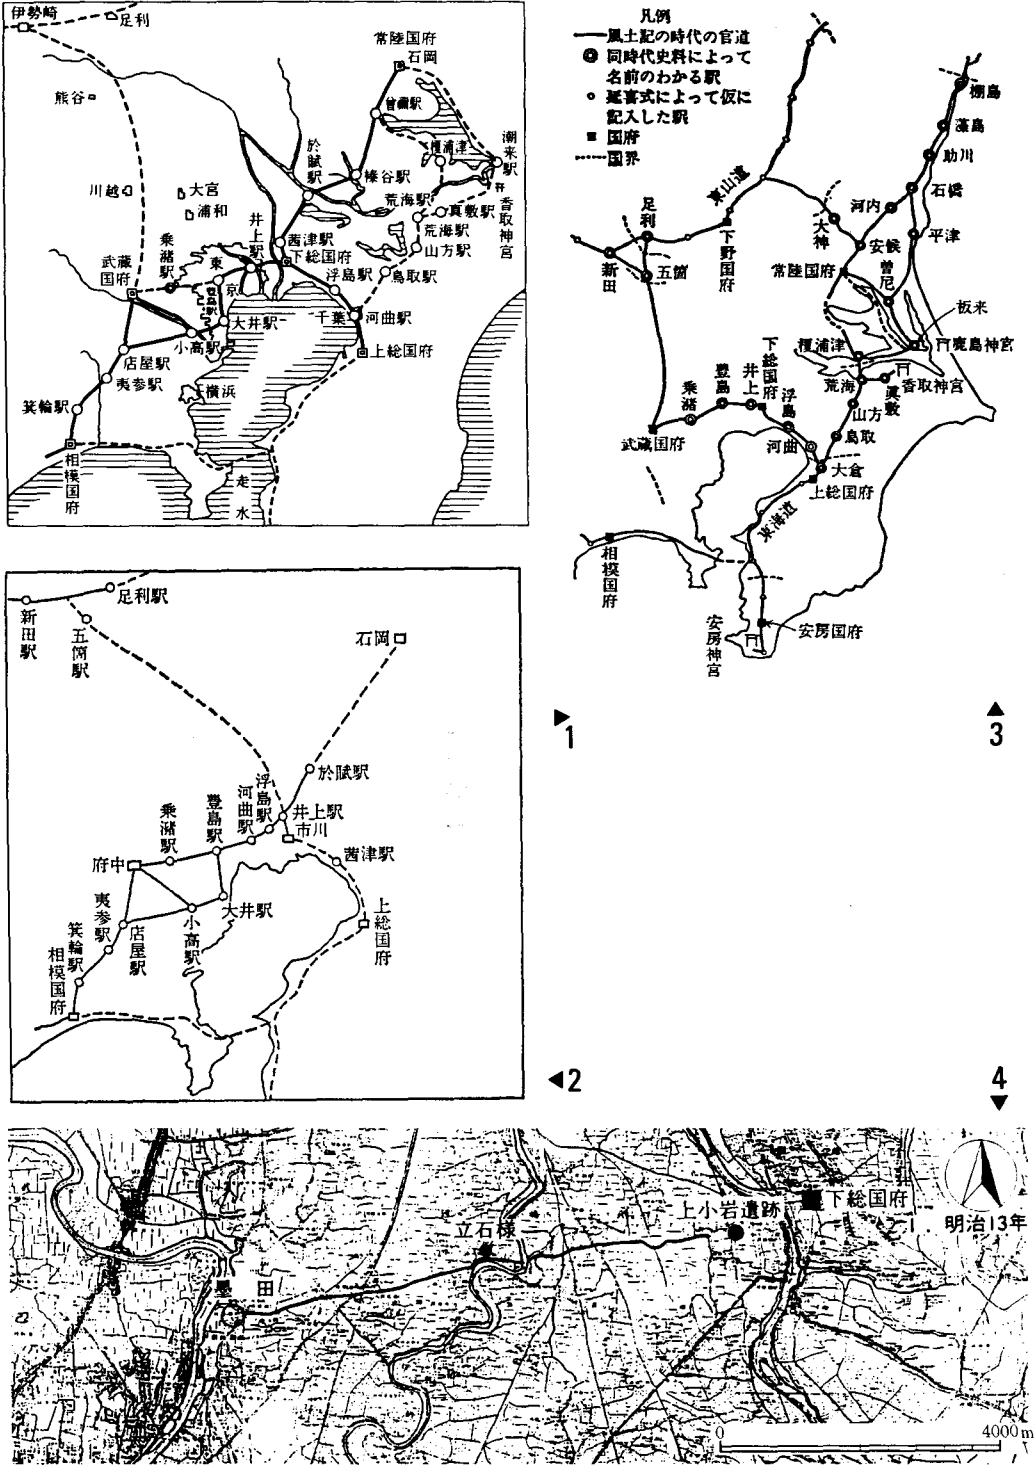 伊勢崎
足利
熊谷
川越
大宮
浦和
乗潴駅
武蔵国府
東京
井上駅
大井駅
小高駅
店屋駅
夷参駅
箕輪駅
相模国府
横浜
走水
常陸国府
石岡
曾禰駅
於賦駅
榛谷駅
榎浦津
潮来駅
香取神宮
荒海駅
真敷駅
荒海駅
山方駅
鳥取駅
茜津駅
下総国府
浮島駅
千葉
河曲駅
上総国府
1
足利駅
新田駅
五箇駅
石岡
於賦駅
浮島駅
河曲駅
豊島駅
乗潴駅
井上駅
市川
茜津駅
府中
大井駅
小高駅
夷参駅
店屋駅
箕輪駅
相模国府
上総国府
2
凡例
風土記の時代の官道
同時代史料によって
名前のわかる駅
延喜式によって仮に
記入した駅
国府
国界
棚島
藻島
助川
石橋
河内
平津
安候
大神
常陸国府
曾尼
板来
鹿島神宮
榎浦津
荒海
香取神宮
真敷
山方
鳥取
大倉
上総国府
東山道
足利
新田
五箇
下野国府
下総国府
井上
豊島
乗潴
浮島
河曲
武蔵国府
東海道
相模国府
安房国府
安房神宮
3
4
下総国府
上小岩遺跡
立石様
墨田
1. 明治13年
0
4000m